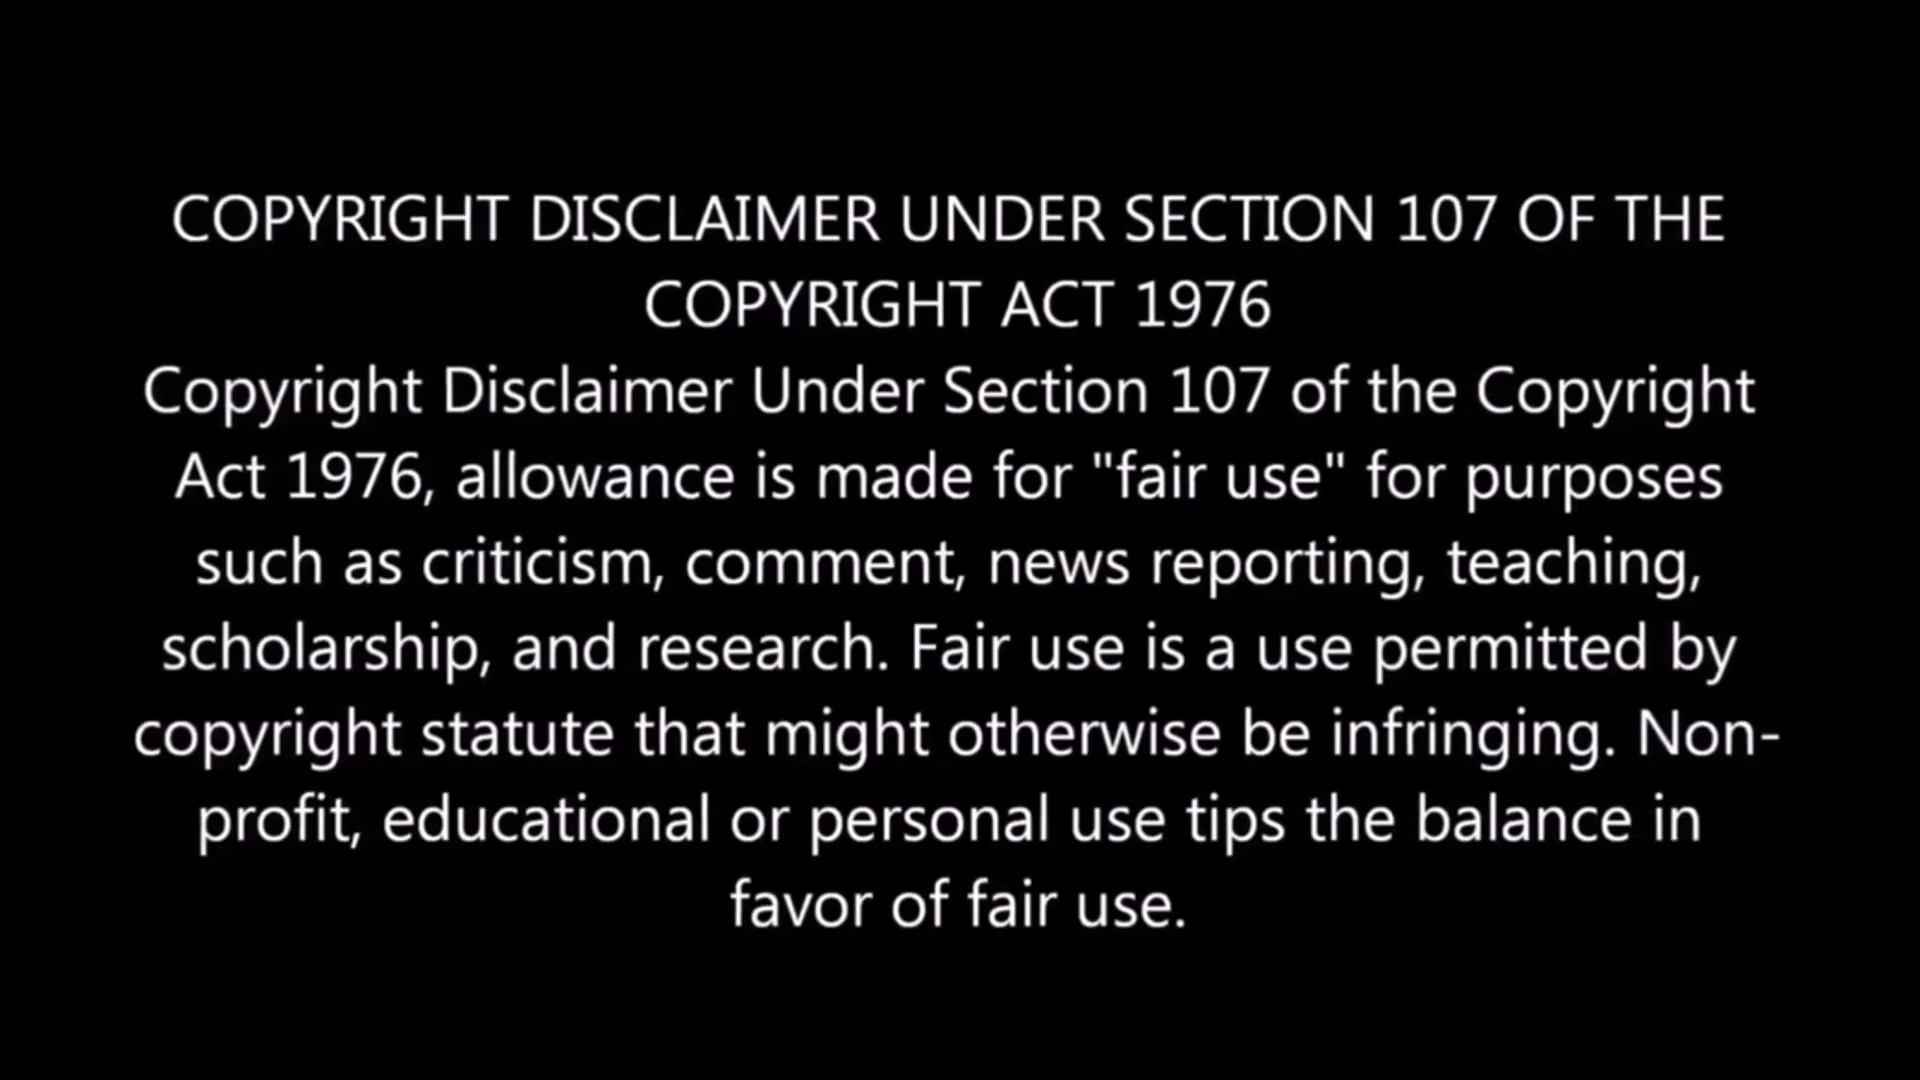 COPYRIGHT DISCLAIMER UNDER SECTION 107 OF THE
COPYRIGHT ACT 1976
Copyright Disclaimer Under Section 107 of the Copyright
Act 1976, allowance is made for "fair use" for purposes
such as criticism, comment, news reporting, teaching,
scholarship, and research. Fair use is a use permitted by
copyright statute that might otherwise be infringing. Non-
profit, educational or personal use tips the balance in
favor of fair use.